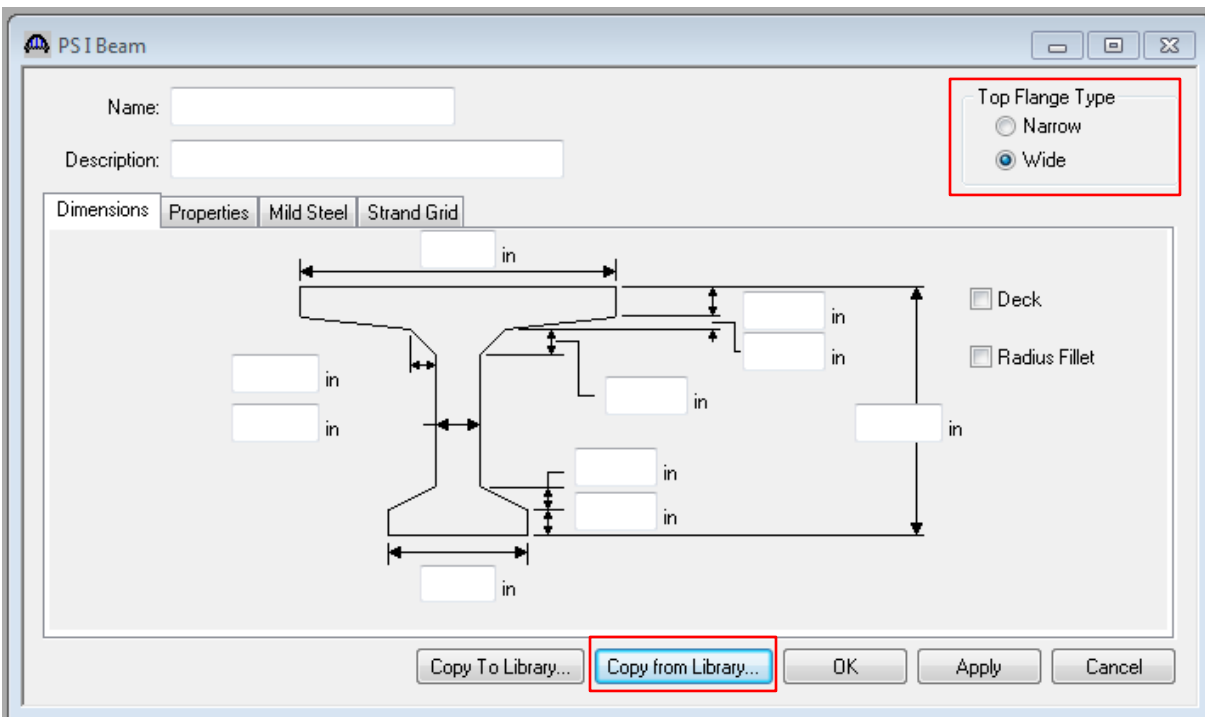 PS I Beam
Name:
Top Flange Type
Narrow
Description:
Wide
Dimensions Properties Mild Steel Strand Grid
in
Deck
in
in
Radius Fillet
in
in
in
in
in
in
in
Copy To Library... Copy from Library... OK Apply Cancel